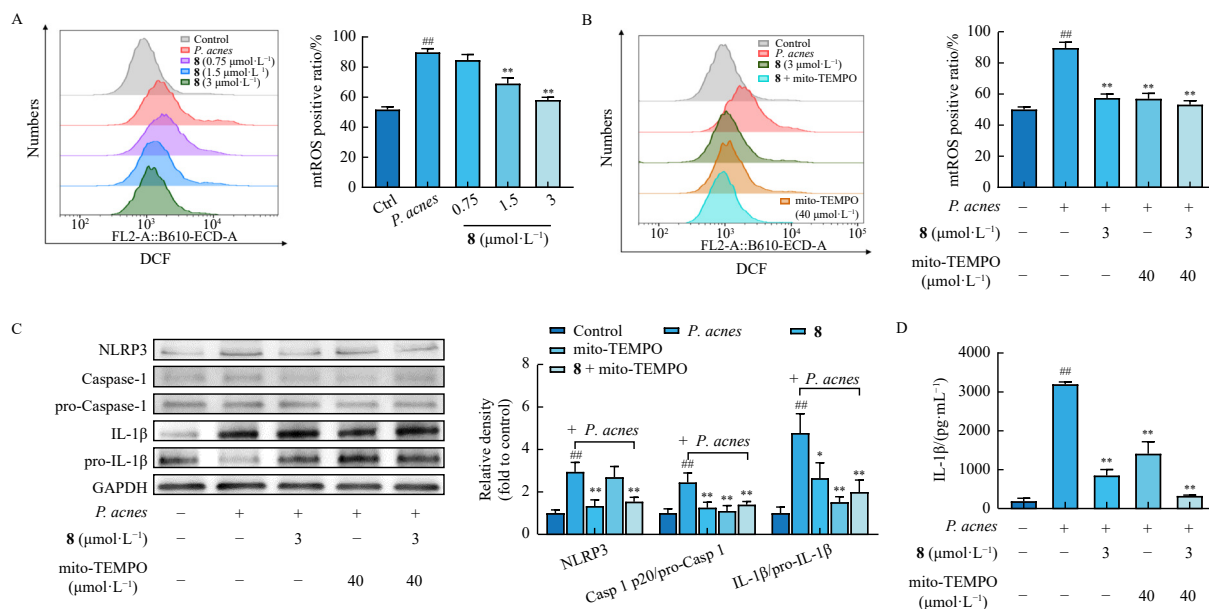 A
Control
P. acnes
8 (0.75 μmol·L⁻¹)
8 (1.5 μmol·L⁻¹)
8 (3 μmol·L⁻¹)
Numbers
10² 10³ 10⁴
FL2-A::B610-ECD-A
DCF
mtROS positive ratio/%
100
80
60
40
20
0
##
**
**
Ctrl P. acnes 0.75 1.5 3
8 (μmol·L⁻¹)
B
Control
P. acnes
8 (3 μmol·L⁻¹)
8 + mito-TEMPO
mito-TEMPO
(40 μmol·L⁻¹)
Numbers
10² 10³ 10⁴ 10⁵
FL2-A::B610-ECD-A
DCF
mtROS positive ratio/%
100
80
60
40
20
0
##
** ** **
P. acnes – + + + +
8 (μmol·L⁻¹) – – 3 – 3
mito-TEMPO
(μmol·L⁻¹) – – – 40 40
C
NLRP3
Caspase-1
pro-Caspase-1
IL-1β
pro-IL-1β
GAPDH
P. acnes – + + + +
8 (μmol·L⁻¹) – – 3 – 3
mito-TEMPO
(μmol·L⁻¹) – – – 40 40
Control P. acnes 8
mito-TEMPO
8 + mito-TEMPO
Relative density
(fold to control)
8
6
4
2
0
+ P. acnes
## ** **
+ P. acnes
## ** ** **
+ P. acnes
## * ** **
NLRP3
Casp 1 p20/pro-Casp 1
IL-1β/pro-IL-1β
D
IL-1β/(pg·mL⁻¹)
4000
3000
2000
1000
0
##
** ** **
P. acnes – + + + +
8 (μmol·L⁻¹) – – 3 – 3
mito-TEMPO
(μmol·L⁻¹) – – – 40 40